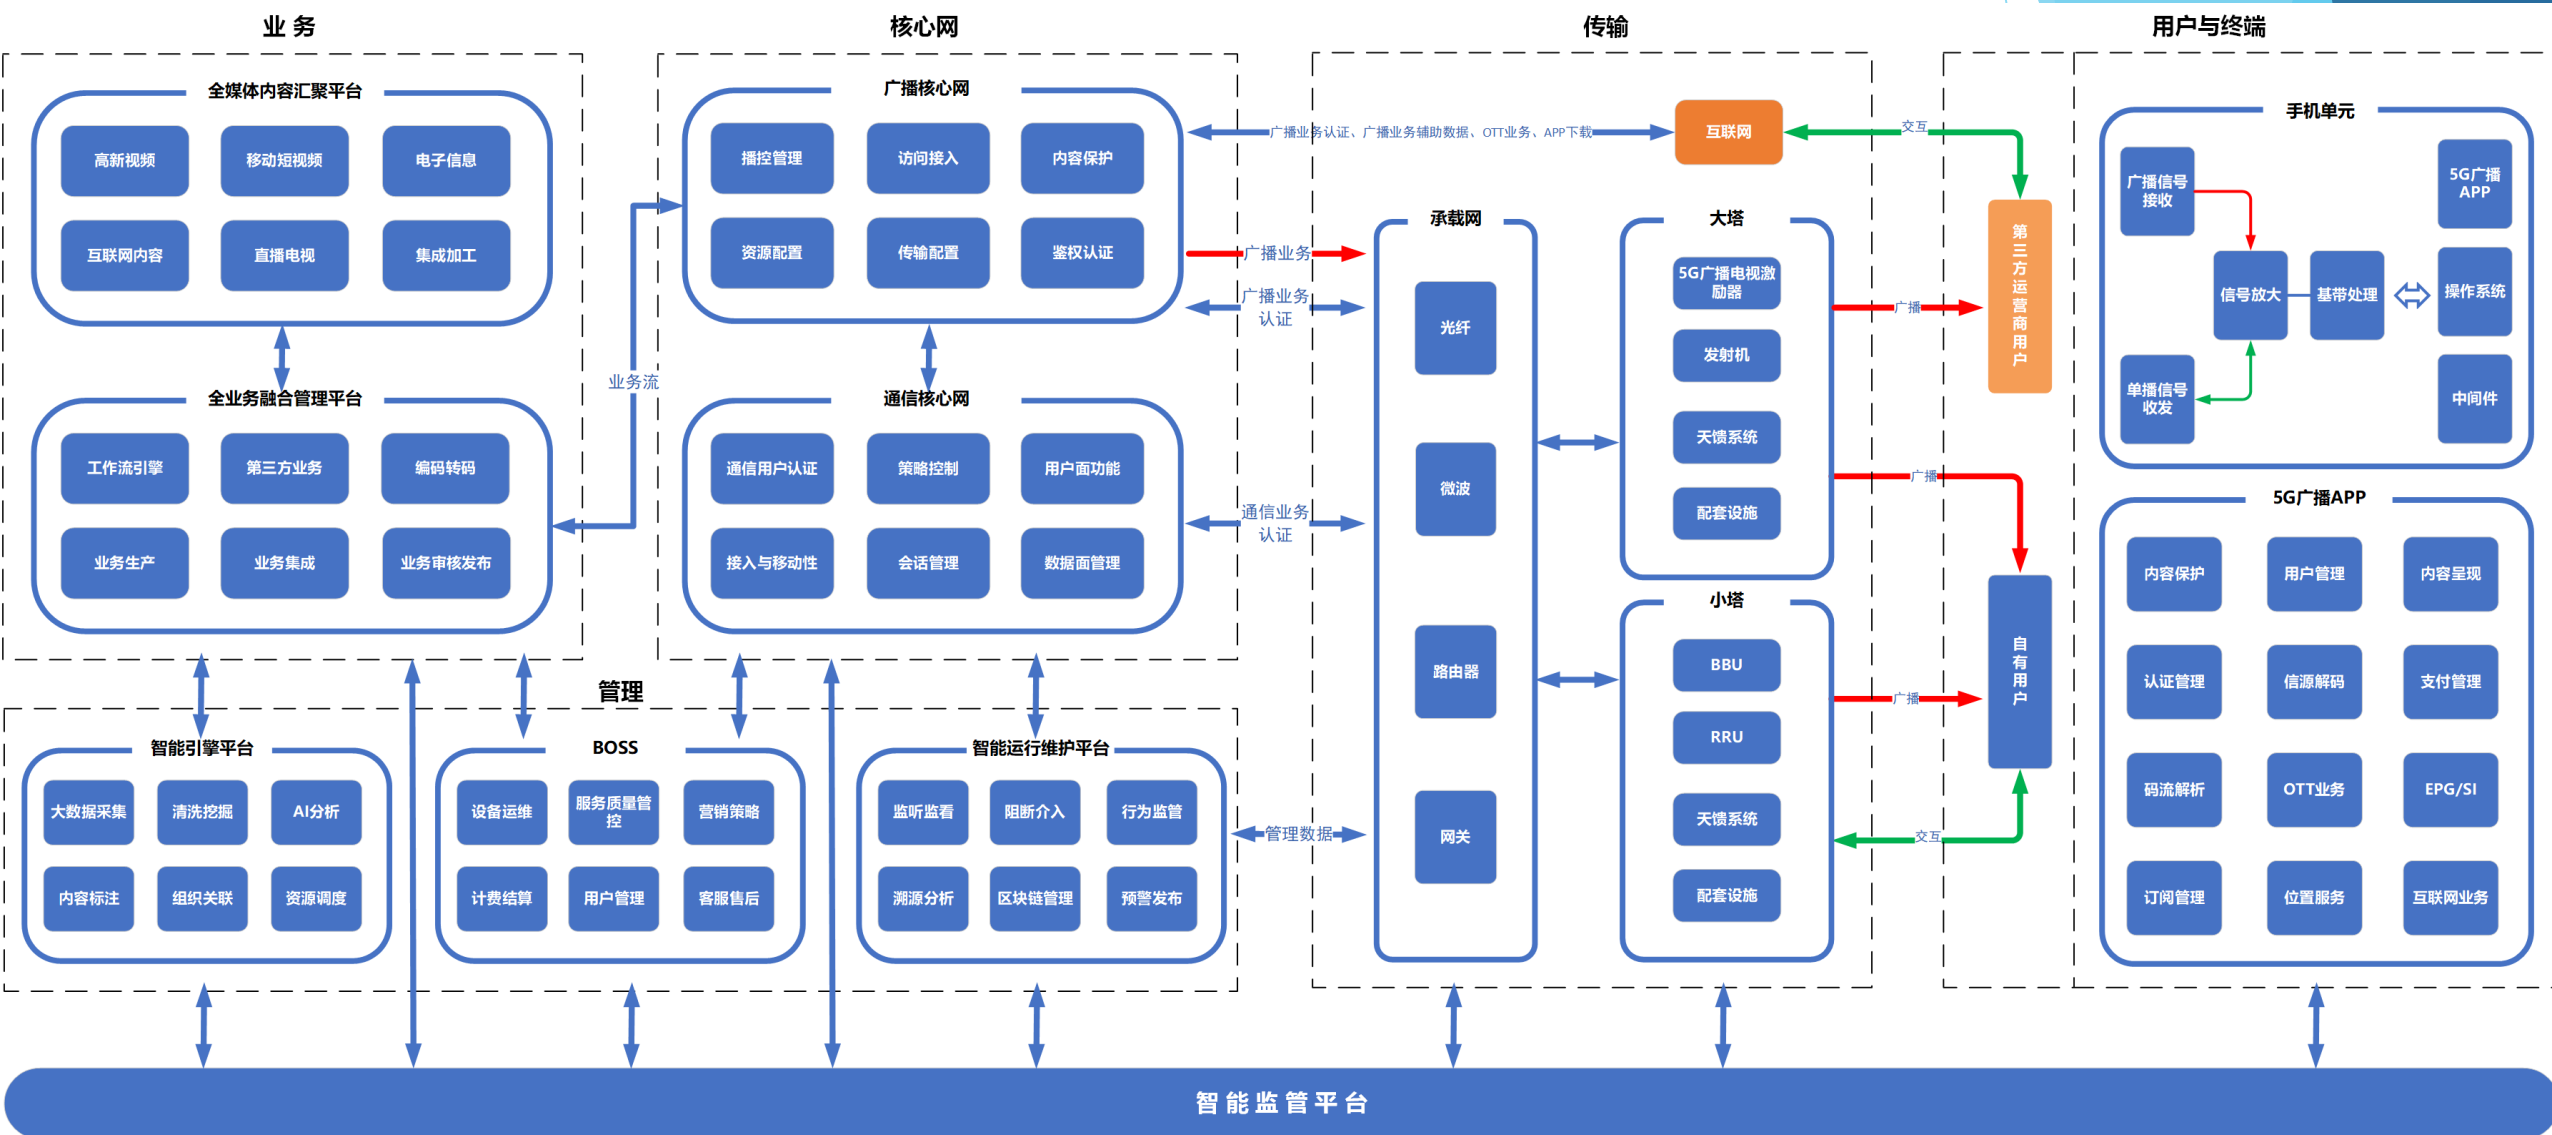 业 务
全媒体内容汇聚平台
高新视频
移动短视频
电子信息
互联网内容
直播电视
集成加工
全业务融合管理平台
工作流引擎
第三方业务
编码转码
业务生产
业务集成
业务审核发布
业务流
核心网
广播核心网
播控管理
访问接入
内容保护
资源配置
传输配置
鉴权认证
通信核心网
通信用户认证
策略控制
用户面功能
接入与移动性
会话管理
数据面管理
管理
智能引擎平台
大数据采集
清洗挖掘
AI分析
内容标注
组织关联
资源调度
BOSS
设备运维
服务质量管
控
营销策略
计费结算
用户管理
客服售后
智能运行维护平台
监听监看
阻断介入
行为监管
溯源分析
区块链管理
预警发布
广播业务认证、广播业务辅助数据、OTT业务、APP下载
广播业务
广播业务
认证
通信业务
认证
管理数据
传输
互联网
承载网
光纤
微波
路由器
网关
大塔
5G广播电视激
励器
发射机
天馈系统
配套设施
小塔
BBU
RRU
天馈系统
配套设施
交互
广播
广播
广播
交互
用户与终端
第
三
方
运
营
商
用
户
自
有
用
户
手机单元
广播信号
接收
5G广播
APP
信号放大
基带处理
操作系统
单播信号
收发
中间件
5G广播APP
内容保护
用户管理
内容呈现
认证管理
信源解码
支付管理
码流解析
OTT业务
EPG/SI
订阅管理
位置服务
互联网业务
智能监管平台